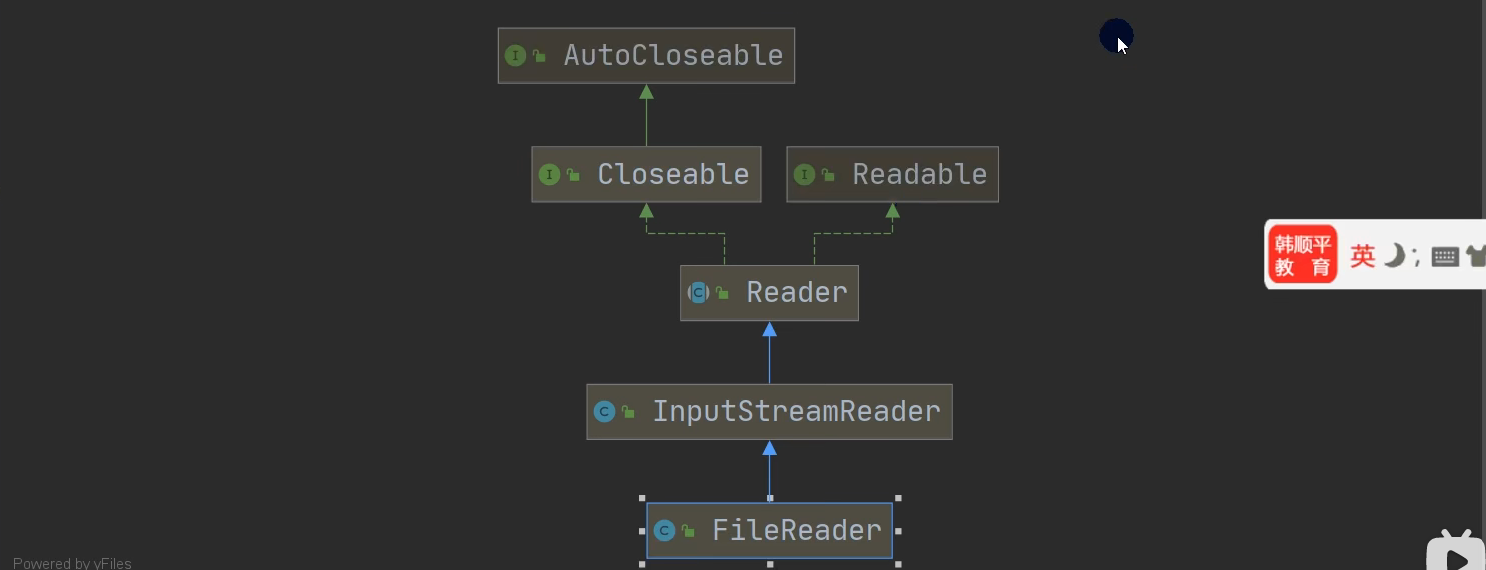 AutoCloseable
Closeable
Readable
Reader
韩顺平
教 育
英
InputStreamReader
FileReader
Powered by yFiles